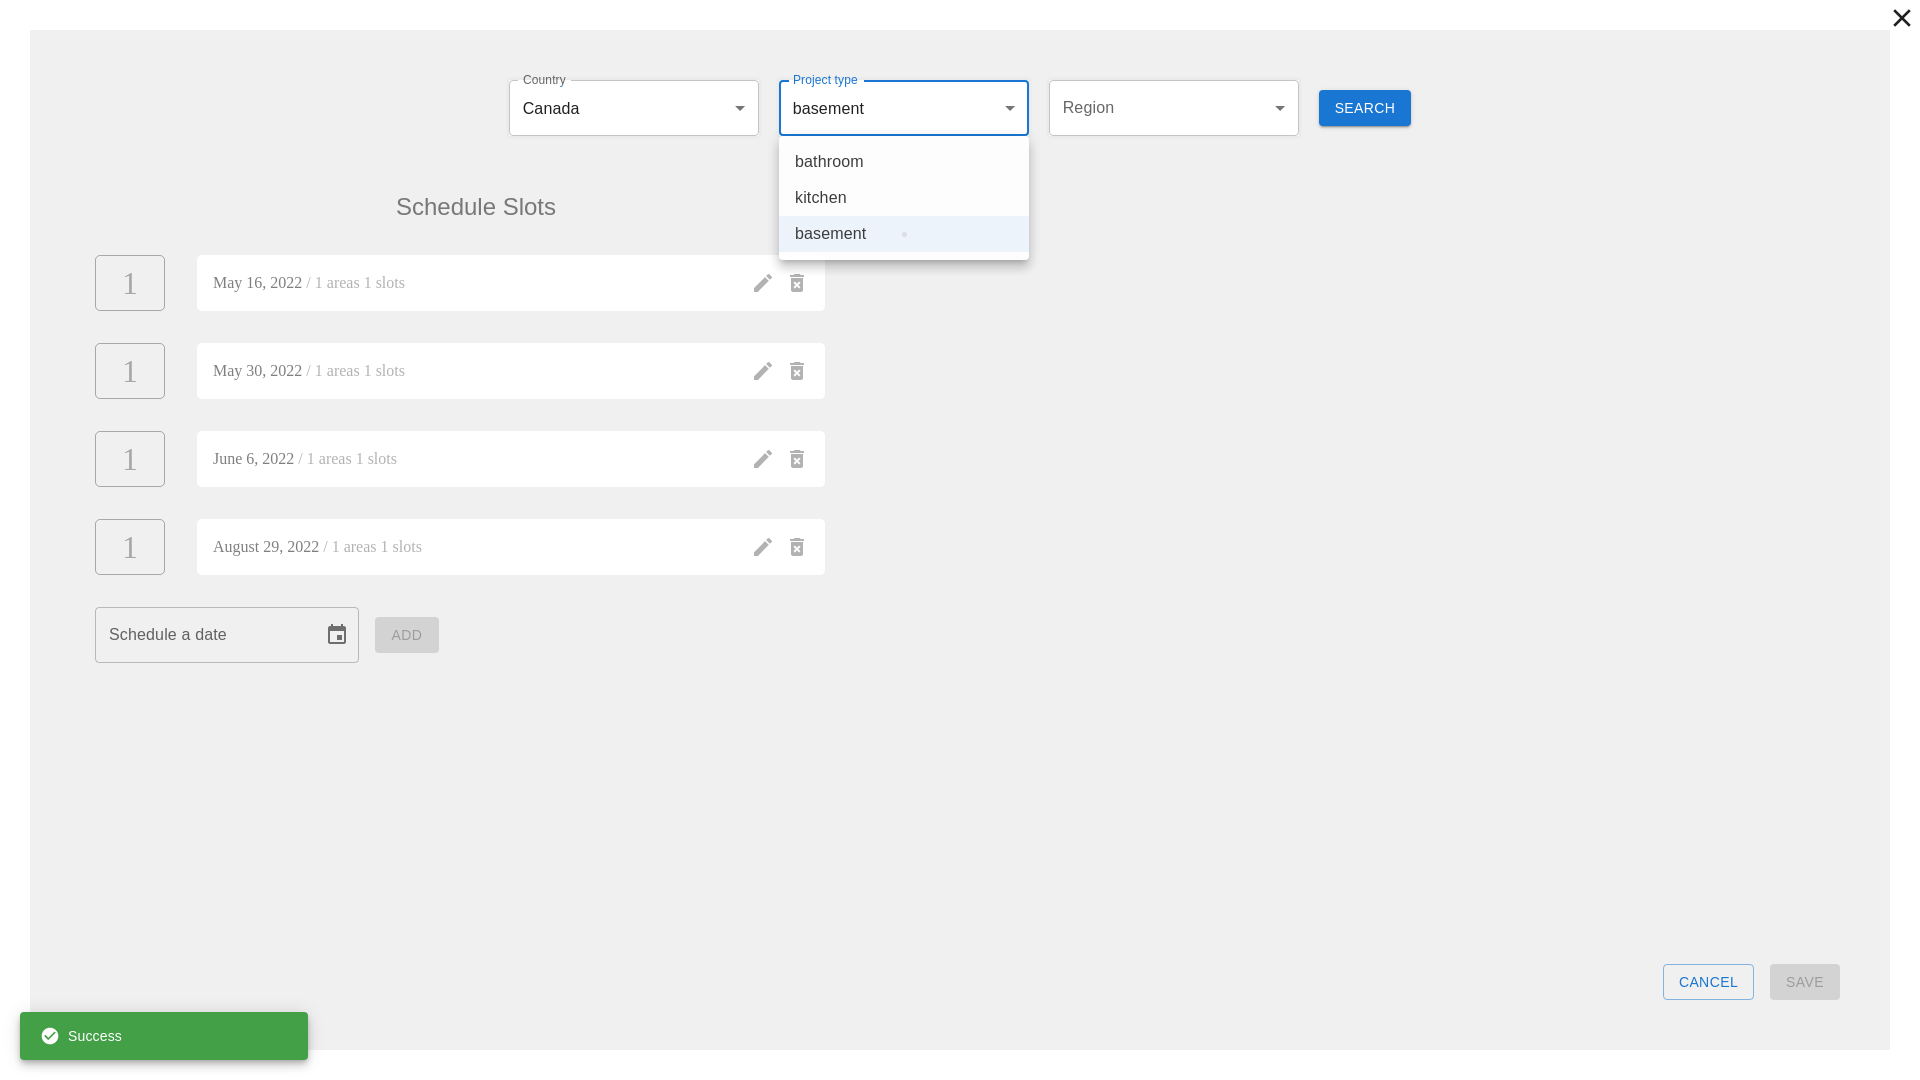 Country
Canada
Project type
basement
Region
SEARCH
bathroom
kitchen
basement
Schedule Slots
1
May 16, 2022 / 1 areas 1 slots
1
May 30, 2022 / 1 areas 1 slots
1
June 6, 2022 / 1 areas 1 slots
1
August 29, 2022 / 1 areas 1 slots
Schedule a date
ADD
CANCEL
SAVE
Success